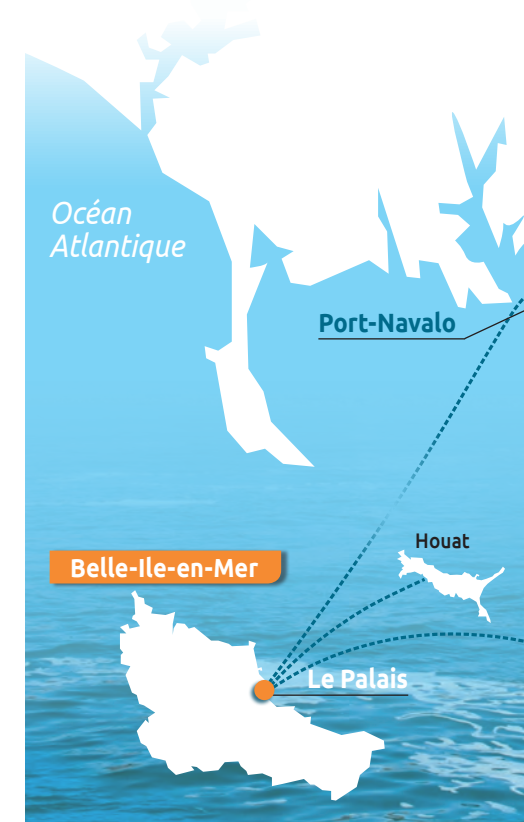 Océan
Atlantique
Port-Navalo
Houat
Belle-Ile-en-Mer
Le Palais